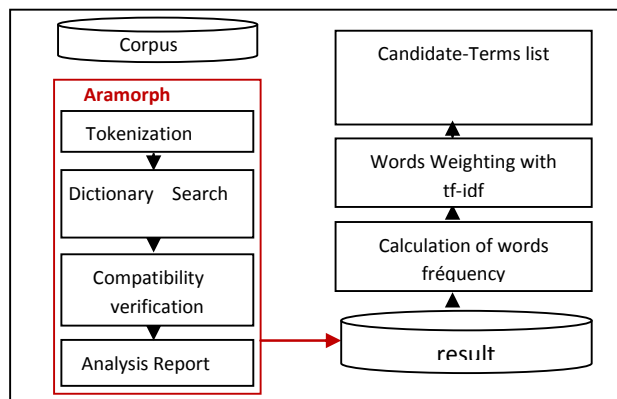 Corpus
Aramorph
Tokenization
Dictionary Search
Compatibility
verification
Analysis Report
Candidate-Terms list
Words Weighting with
tf-idf
Calculation of words
fréquency
result